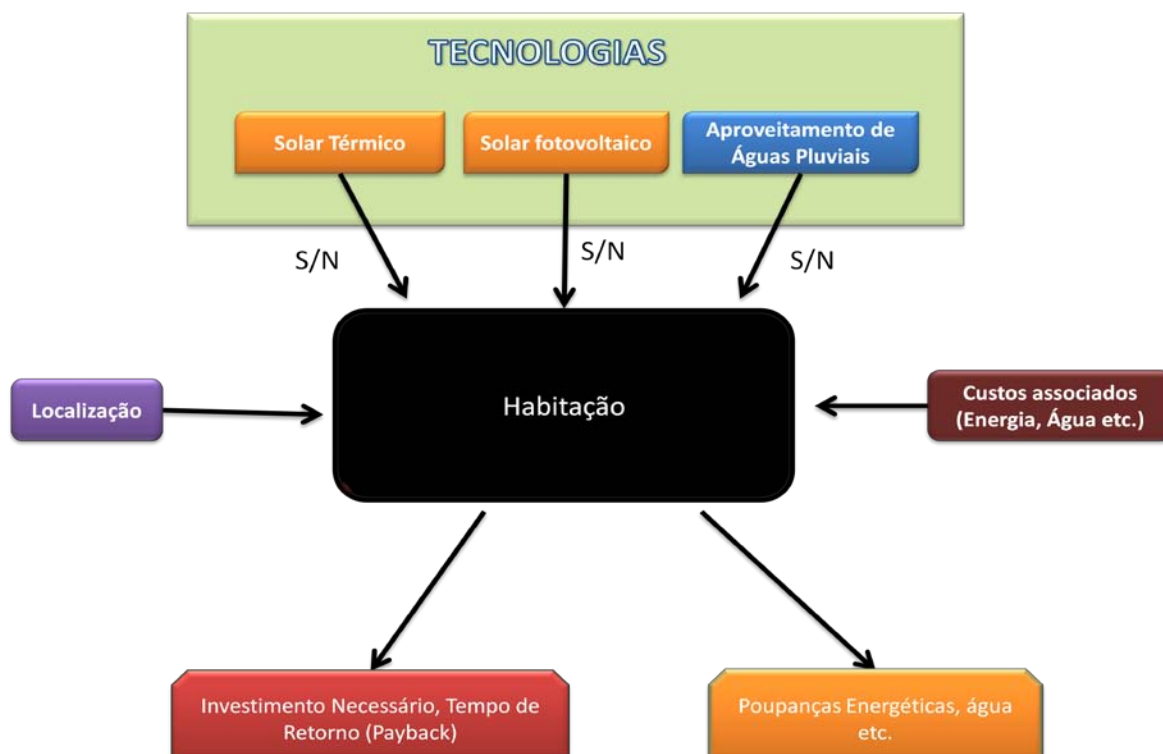 TECNOLOGIAS
Solar Térmico
Solar fotovoltaico
Aproveitamento de
Águas Pluviais
S/N
S/N
S/N
Localização
Habitação
Custos associados
(Energia, Água etc.)
Investimento Necessário, Tempo de
Retorno (Payback)
Poupanças Energéticas, água
etc.